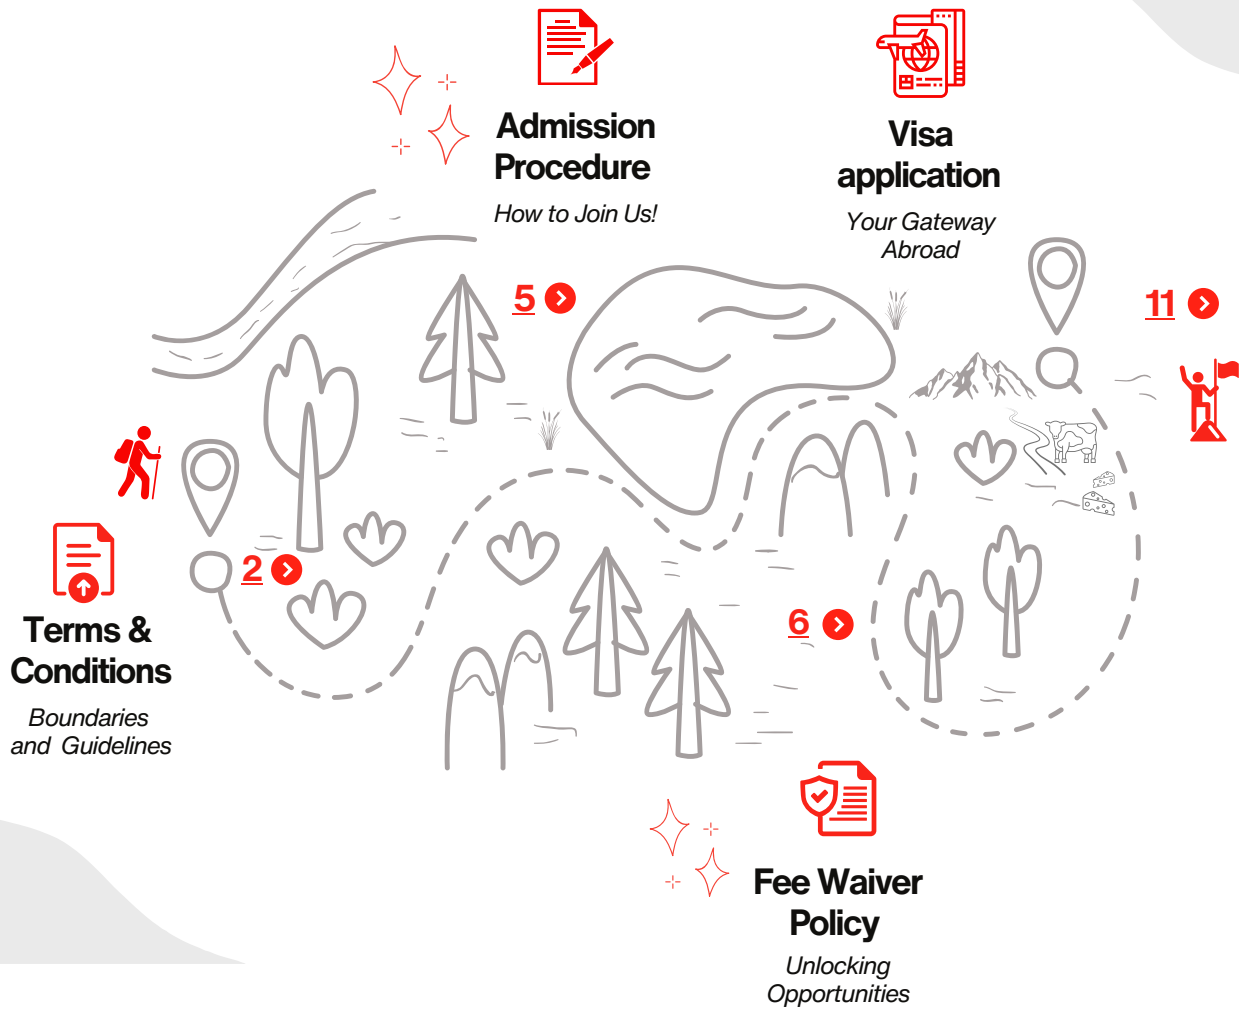 Admission
Procedure
How to Join Us!
Visa
application
Your Gateway
Abroad
5
11
2
Terms &
Conditions
Boundaries
and Guidelines
6
Fee Waiver
Policy
Unlocking
Opportunities